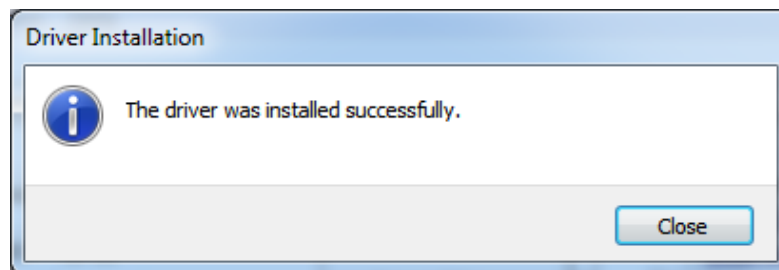 Driver Installation
The driver was installed successfully.
Close